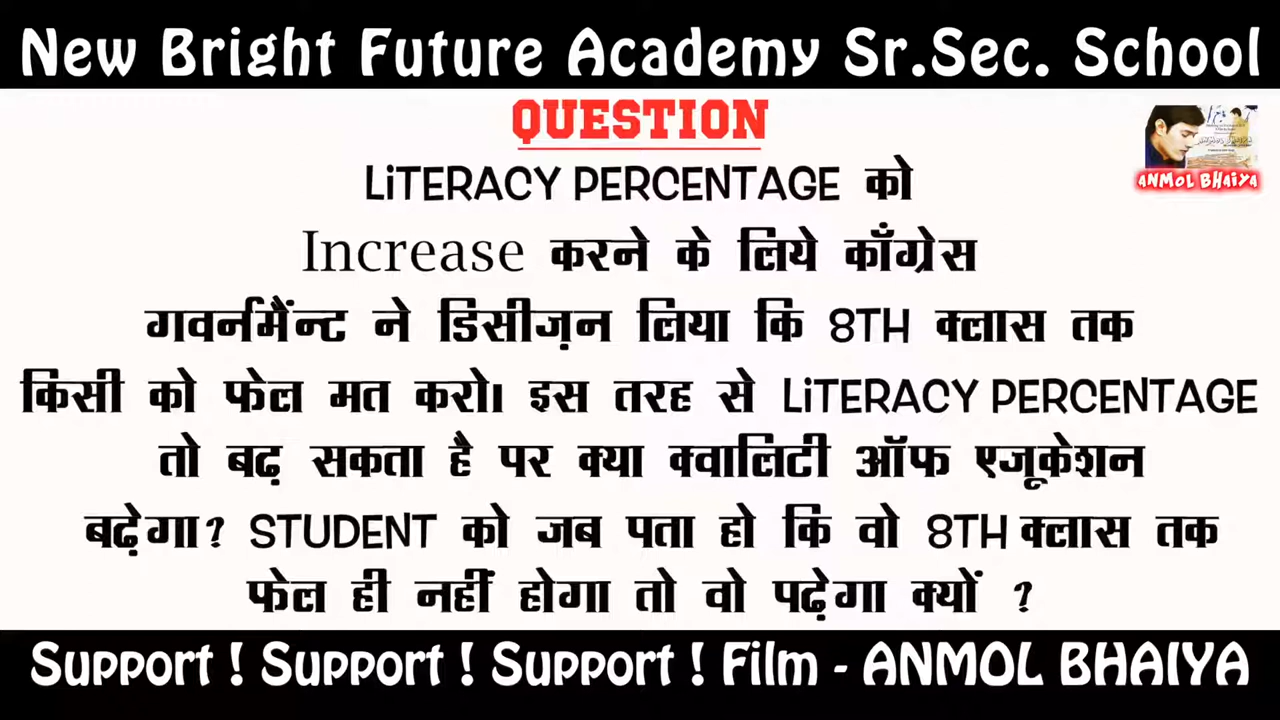 New Bright Future Academy Sr.Sec. School
QUESTION
LiTERACY PERCENTAGE को
Increase करने के लिये काँग्रेस
गवर्नमैंन्ट ने डिसीज़न लिया कि 8TH क्लास तक
किसी को फेल मत करो। इस तरह से LiTERACY PERCENTAGE
तो बढ़ सकता है पर क्या क्वालिटी ऑफ एजूकेशन
बढ़ेगा? STUDENT को जब पता हो कि वो 8TH क्लास तक
फेल ही नहीं होगा तो वो पढ़ेगा क्यों ?
ANMOL BHAiYA
Support ! Support ! Support ! Film - ANMOL BHAIYA